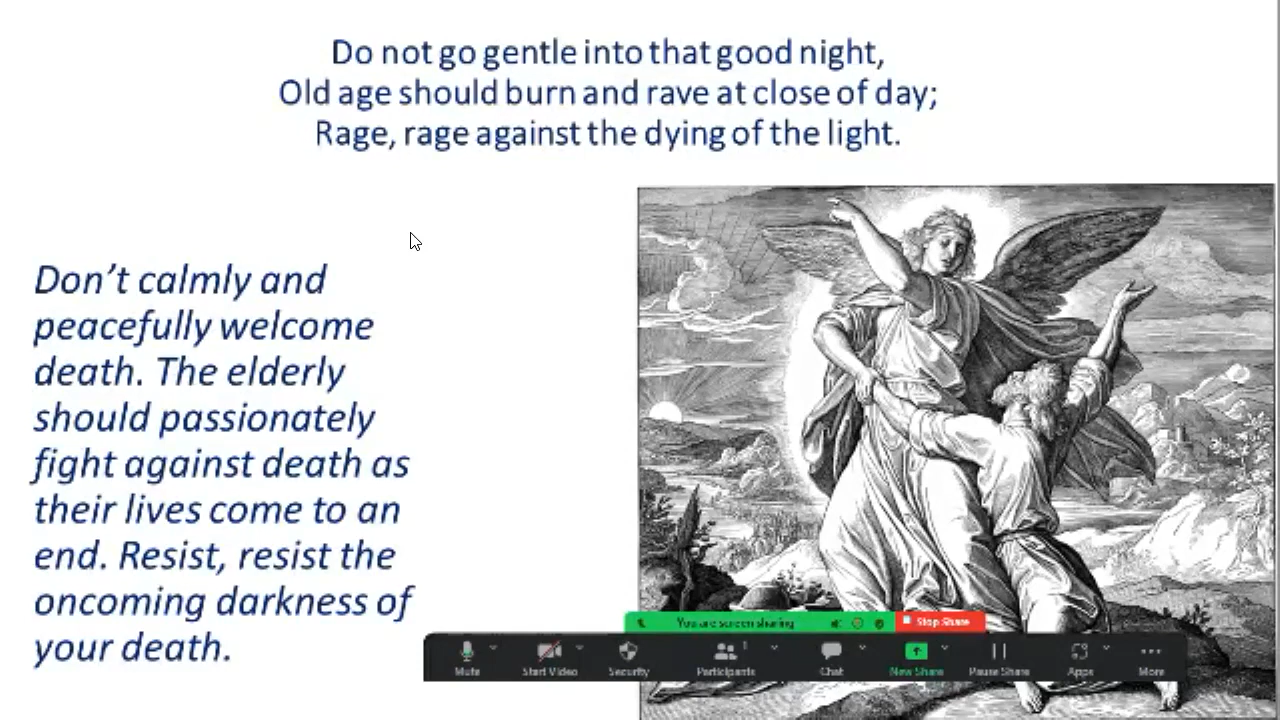 Do not go gentle into that good night,
Old age should burn and rave at close of day;
Rage, rage against the dying of the light.
Don't calmly and
peacefully welcome
death. The elderly
should passionately
fight against death as
their lives come to an
end. Resist, resist the
oncoming darkness of
your death.
You are screen sharing
Stop Share
Mute
Start Video
Security
Participants
1
Chat
New Share
Pause Share
Apps
More